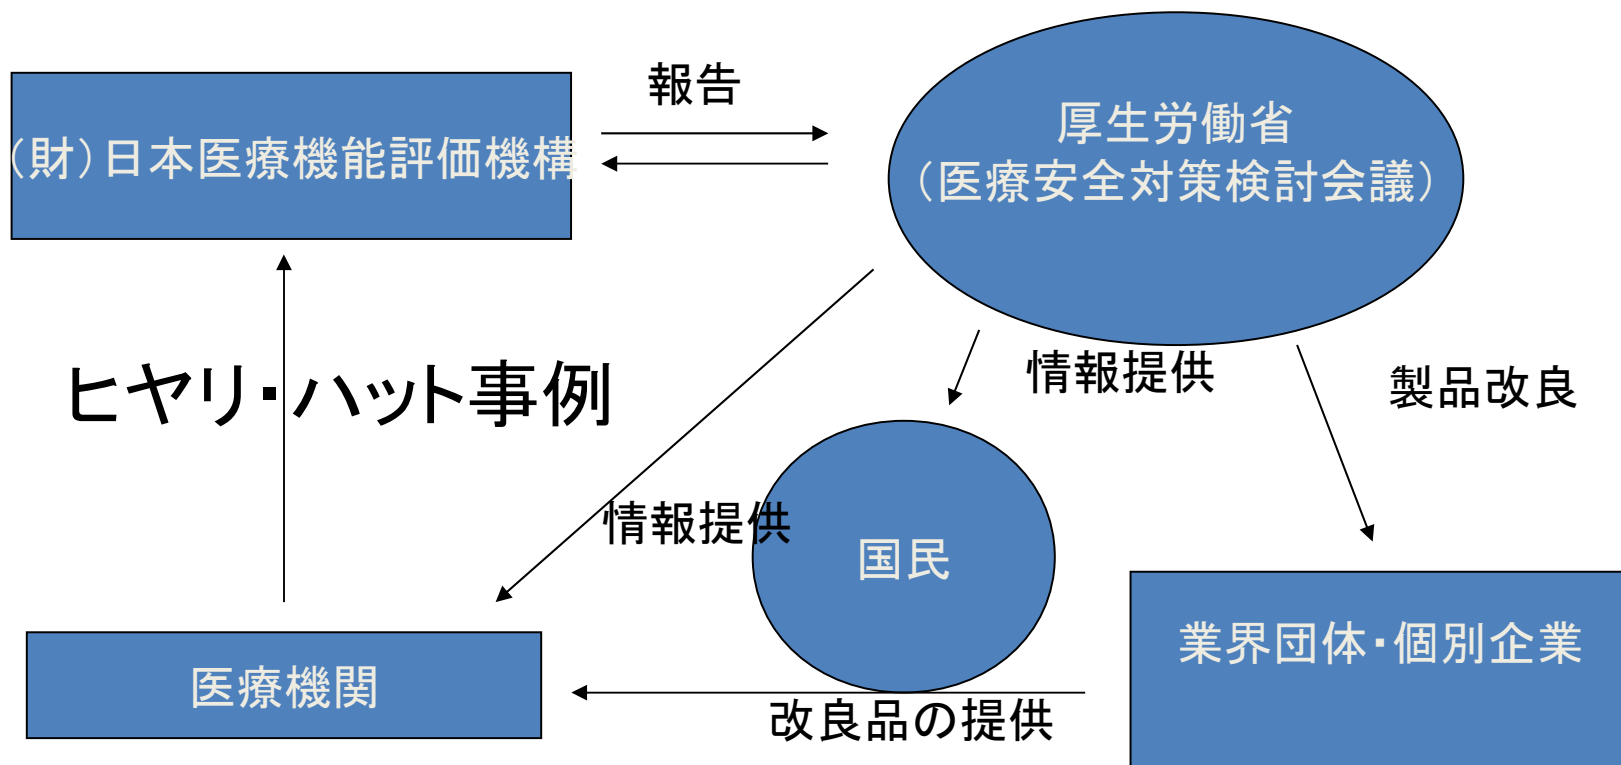 報告
(財)日本医療機能評価機構
厚生労働省
(医療安全対策検討会議)
ヒヤリ・ハット事例
情報提供
製品改良
情報提供
国民
業界団体・個別企業
医療機関
改良品の提供